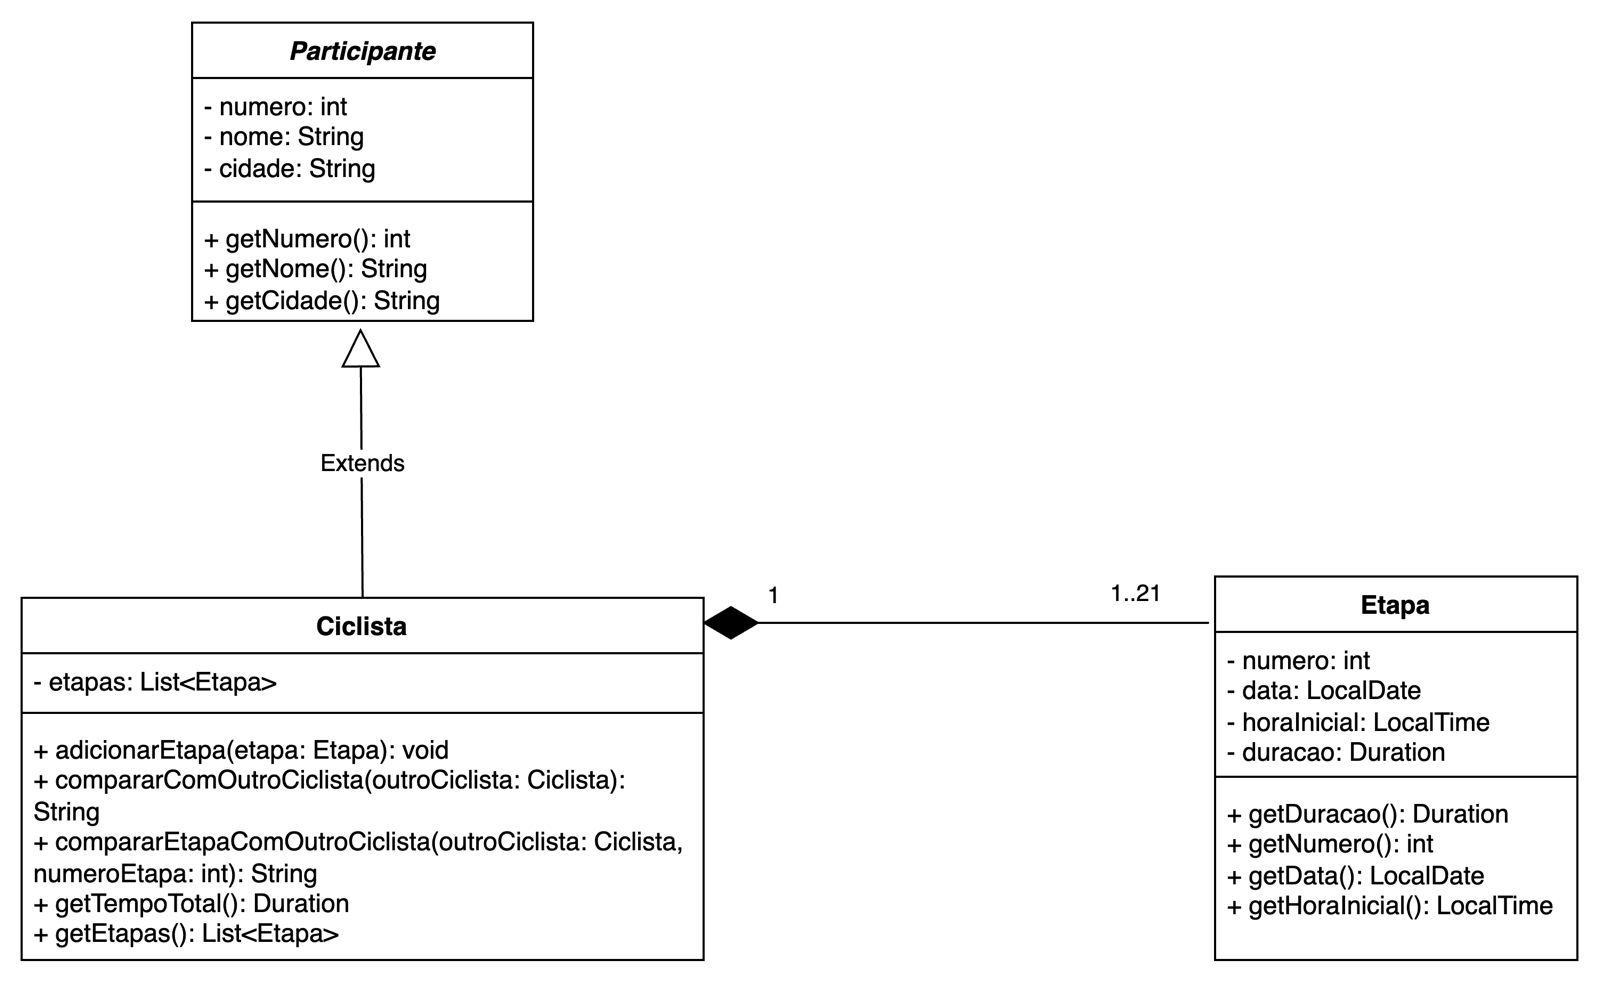 Participante
- numero: int
- nome: String
- cidade: String
+ getNumero(): int
+ getNome(): String
+ getCidade(): String
Extends
Ciclista
- etapas: List<Etapa>
+ adicionarEtapa(etapa: Etapa): void
+ compararComOutroCiclista(outroCiclista: Ciclista):
String
+ compararEtapaComOutroCiclista(outroCiclista: Ciclista,
numeroEtapa: int): String
+ getTempoTotal(): Duration
+ getEtapas(): List<Etapa>
1
1..21
Etapa
- numero: int
- data: LocalDate
- horaInicial: LocalTime
- duracao: Duration
+ getDuracao(): Duration
+ getNumero(): int
+ getData(): LocalDate
+ getHoraInicial(): LocalTime